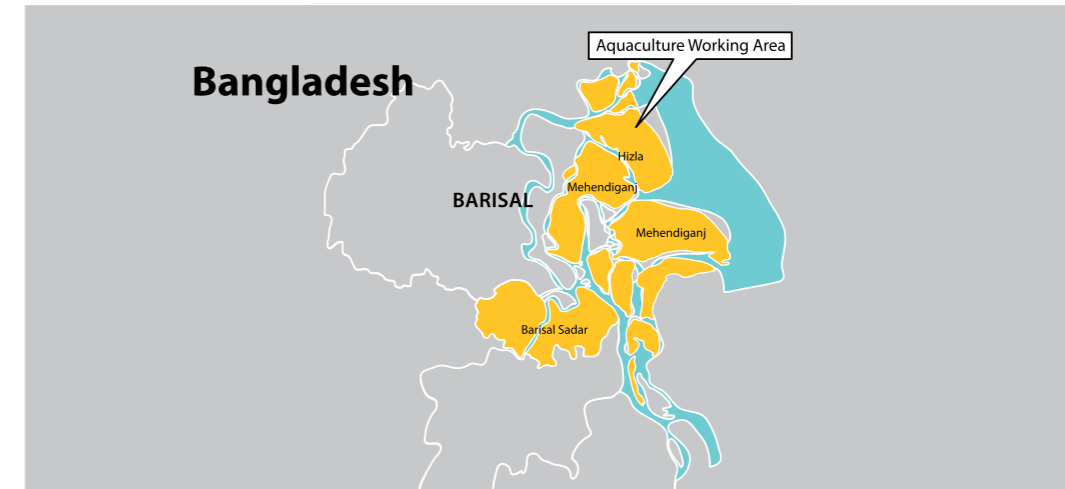 Aquaculture Working Area
Bangladesh
Hizla
Mehendiganj
BARISAL
Mehendiganj
Barisal Sadar